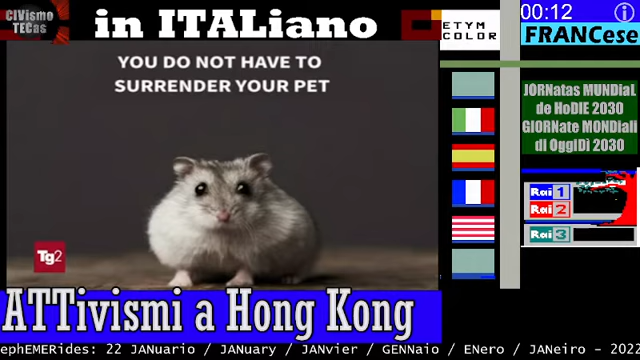 CIVismo
TECas
in ITALiano
YOU DO NOT HAVE TO
SURRENDER YOUR PET
Tg2
ATTivismi a Hong Kong
ETYM
COLOR
00:12
FRANCese
JORNatas MUNDiaL
de HoDIE 2030
GIORNate MONDiali
di OggIDì 2030
Rai 1
Rai 2
Rai 3
ephEMERides: 22 JANuario / JANuary / JANvier / GENNaio / ENero / JANeiro - 2022